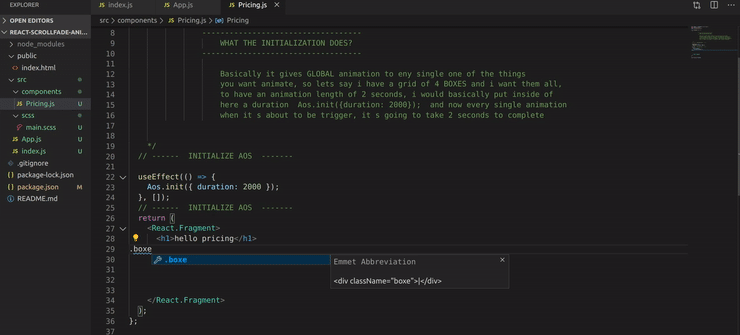 EXPLORER
JS index.js
JS App.js
JS Pricing.js ×
OPEN EDITORS
src > components > JS Pricing.js > Pricing
REACT-SCROLLFADE-ANI...
node_modules
public
index.html
src
components
JS Pricing.js U
scss
main.scss U
JS App.js U
JS index.js U
.gitignore
{} package-lock.json
{} package.json M
README.md
8 ----------------------------------
9 WHAT THE INITIALIZATION DOES?
10 ----------------------------------
11
12 Basically it gives GLOBAL animation to eny single one of the things
13 you want animate, so lets say i have a grid of 4 BOXES and i want them all,
14 to have an animation length of 2 seconds, i would basically put inside of
15 here a duration  Aos.init({duration: 2000});  and now every single animation
16 when it s about to be trigger, it s going to take 2 seconds to complete
17
18
19 */
20 // ------  INITIALIZE AOS  -------
21
22 useEffect(() => {
23 Aos.init({ duration: 2000 });
24 }, []);
25 // ------  INITIALIZE AOS  -------
26 return (
27 <React.Fragment>
28 <h1>hello pricing</h1>
29 .boxe
30 .boxe
Emmet Abbreviation ×
31
32 <div className="boxe">|</div>
33
34 </React.Fragment>
35 );
36 };
37